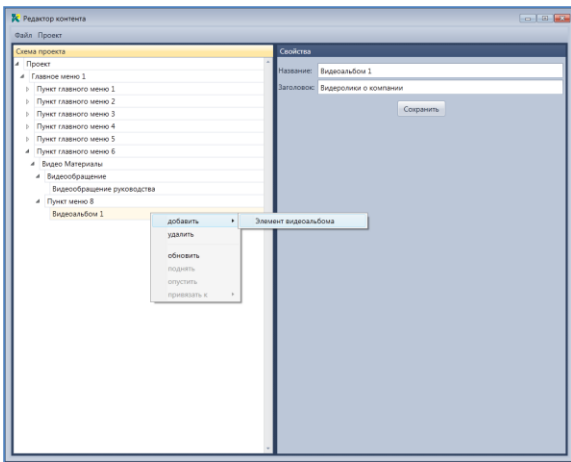 Редактор контента
Файл Проект
Схема проекта
Свойства
Проект
Главное меню 1
Пункт главного меню 1
Пункт главного меню 2
Пункт главного меню 3
Пункт главного меню 4
Пункт главного меню 5
Пункт главного меню 6
Видео Материалы
Видеообращение
Видеообращение руководства
Пункт меню 8
Видеоальбом 1
добавить
Элемент видеоальбома
удалить
обновить
поднять
опустить
привязать к
Название: Видеоальбом 1
Заголовок: Видеролики о компании
Сохранить